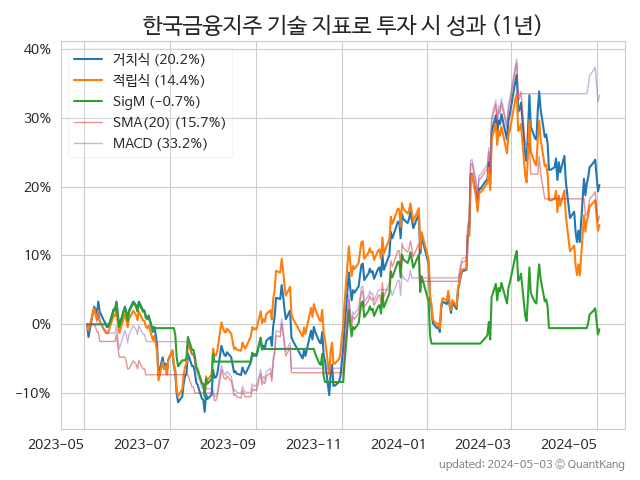 한국금융지주 기술 지표로 투자 시 성과 (1년)
40%
30%
20%
10%
0%
−10%
거치식 (20.2%)
적립식 (14.4%)
SigM (−0.7%)
SMA(20) (15.7%)
MACD (33.2%)
2023-05 2023-07 2023-09 2023-11 2024-01 2024-03 2024-05
updated: 2024-05-03 © QuantKang